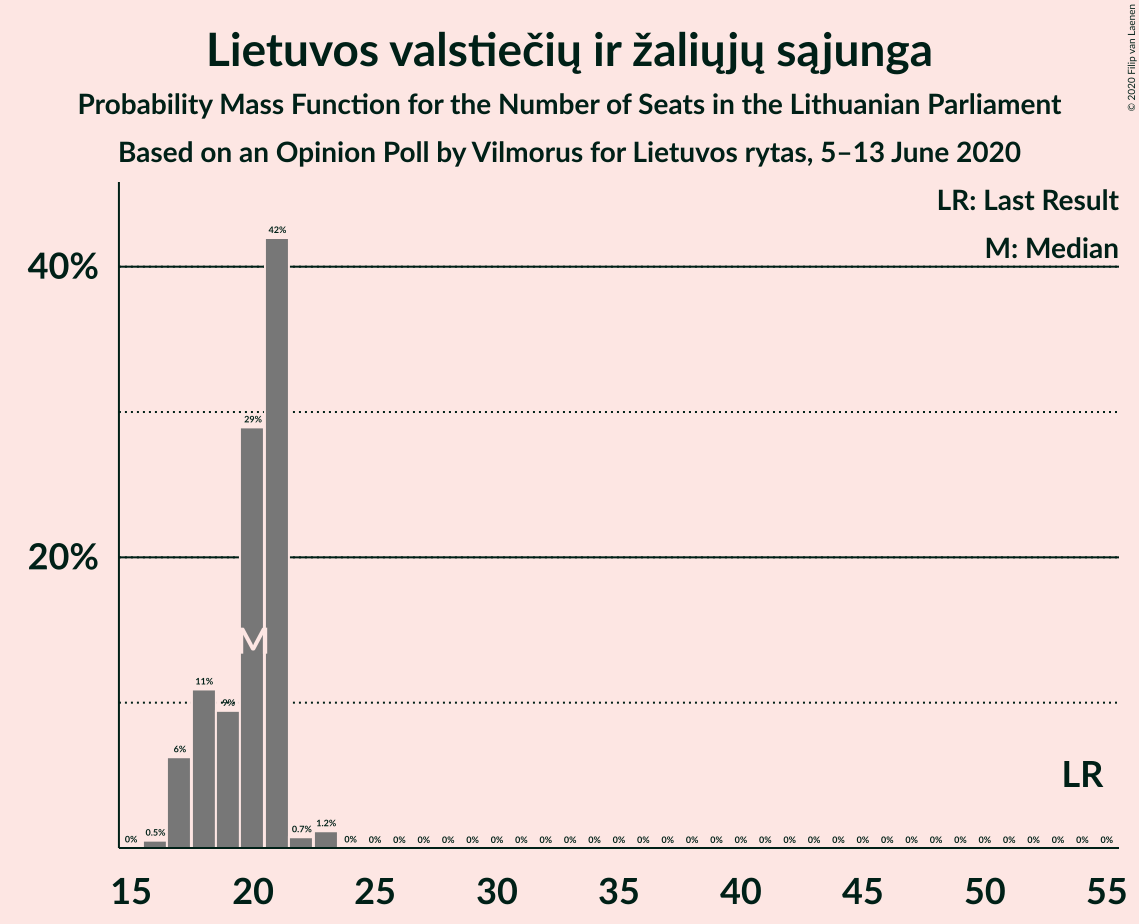 Lietuvos valstiečių ir žaliųjų sąjunga
Probability Mass Function for the Number of Seats in the Lithuanian Parliament
Based on an Opinion Poll by Vilmorus for Lietuvos rytas, 5–13 June 2020
© 2020 Filip van Laenen
LR: Last Result
M: Median
40%
20%
0% 0.5% 6% 11% 9% 29% 42% 0.7% 1.2% 0% 0% 0% 0% 0% 0% 0% 0% 0% 0% 0% 0% 0% 0% 0% 0% 0% 0% 0% 0% 0% 0% 0% 0% 0% 0% 0% 0% 0% 0% 0% 0%
M
LR
15 20 25 30 35 40 45 50 55